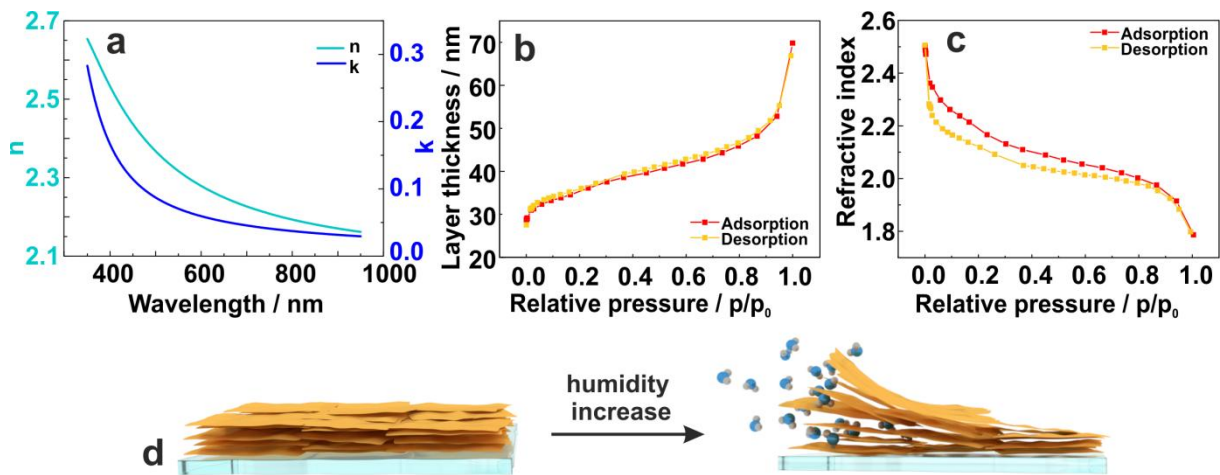 a
2.7
2.5
2.3
2.1
n
n
k
0.3
0.2
0.1
0.0
k
400
600
800
1000
Wavelength / nm
b
70
60
50
40
30
20
Layer thickness / nm
Adsorption
Desorption
0.0 0.2 0.4 0.6 0.8 1.0
Relative pressure / p/p₀
c
2.6
2.4
2.2
2.0
1.8
Refractive index
Adsorption
Desorption
0.0 0.2 0.4 0.6 0.8 1.0
Relative pressure / p/p₀
d
humidity
increase